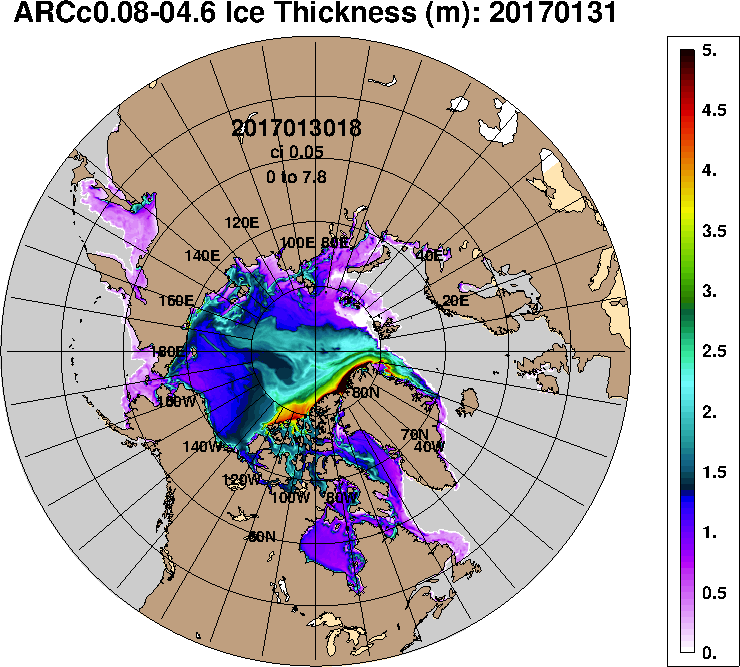 ARCc0.08-04.6 Ice Thickness (m): 20170131
2017013018
ci 0.05
0 to 7.8
120E
100E 80E
140E
40E
160E
20E
180E
160W
80N
140W
70N
40W
120W
100W
80W
60N
5.
4.5
4.
3.5
3.
2.5
2.
1.5
1.
0.5
0.